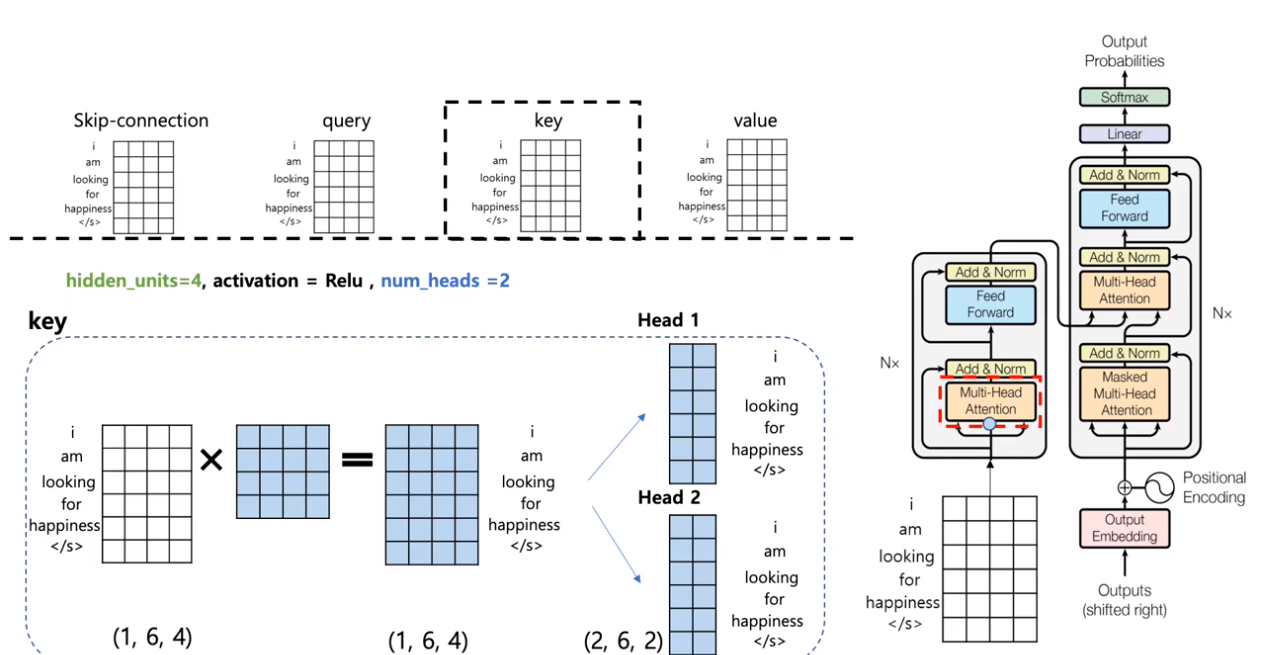 Skip-connection
i
am
looking
for
happiness
</s>
query
i
am
looking
for
happiness
</s>
key
i
am
looking
for
happiness
</s>
value
i
am
looking
for
happiness
</s>
hidden_units=4, activation = Relu , num_heads =2
key
i
am
looking
for
happiness
</s>
×
=
i
am
looking
for
happiness
</s>
Head 1
i
am
looking
for
happiness
</s>
Head 2
i
am
looking
for
happiness
</s>
(1, 6, 4)
(1, 6, 4)
(2, 6, 2)
Output
Probabilities
Softmax
Linear
Add & Norm
Feed
Forward
Add & Norm
Multi-Head
Attention
Add & Norm
Masked
Multi-Head
Attention
N×
Add & Norm
Feed
Forward
Add & Norm
Multi-Head
Attention
N×
Positional
Encoding
Output
Embedding
Outputs
(shifted right)
i
am
looking
for
happiness
</s>